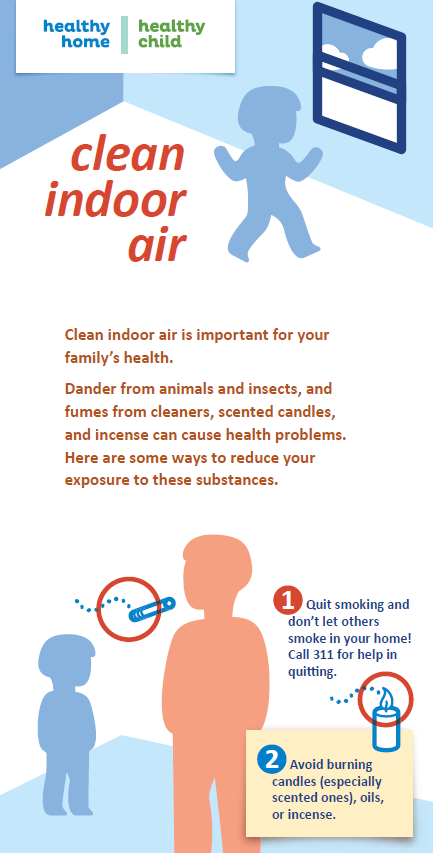 healthy home
healthy child
clean
indoor
air
Clean indoor air is important for your
family’s health.
Dander from animals and insects, and
fumes from cleaners, scented candles,
and incense can cause health problems.
Here are some ways to reduce your
exposure to these substances.
1 Quit smoking and
don’t let others
smoke in your home!
Call 311 for help in
quitting.
2 Avoid burning
candles (especially
scented ones), oils,
or incense.